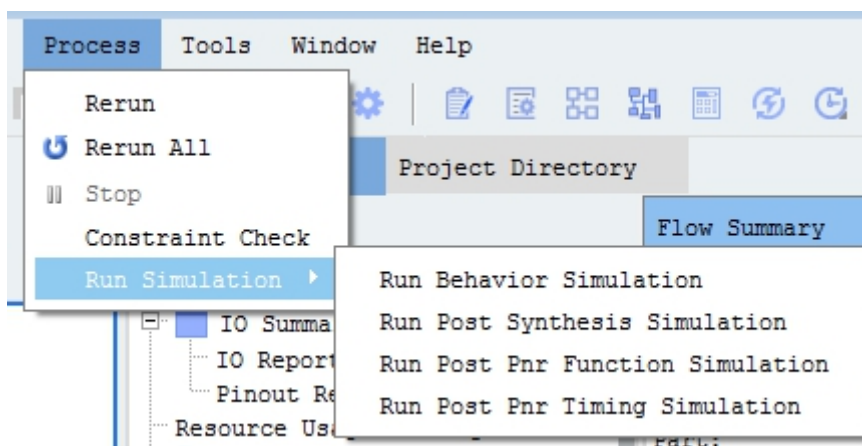 Process Tools Window Help
Rerun
Rerun All
Project Directory
Stop
Flow Summary
Constraint Check
Run Simulation
Run Behavior Simulation
Run Post Synthesis Simulation
Run Post Pnr Function Simulation
Run Post Pnr Timing Simulation
IO Summa
IO Report
Pinout Re
Resource Us
Part: